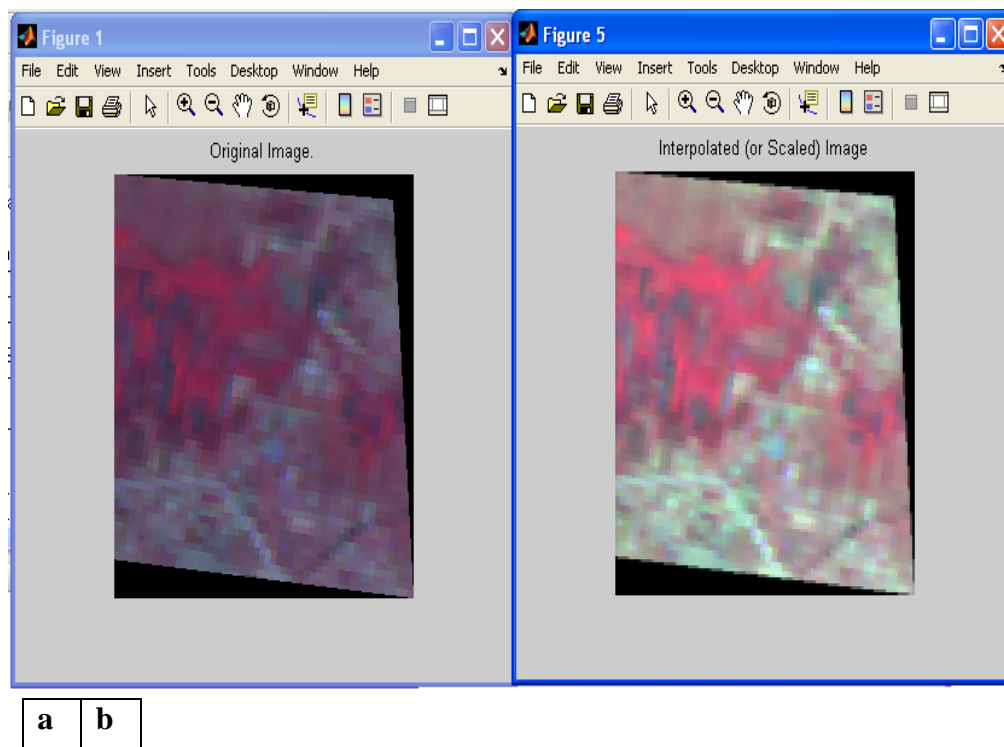 Figure 1
File Edit View Insert Tools Desktop Window Help
Original Image.
Figure 5
File Edit View Insert Tools Desktop Window Help
Interpolated (or Scaled) Image
a b